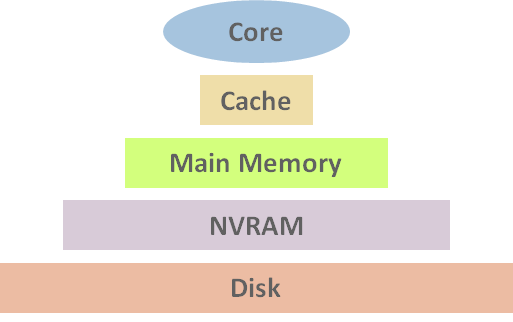 Core
Cache
Main Memory
NVRAM
Disk